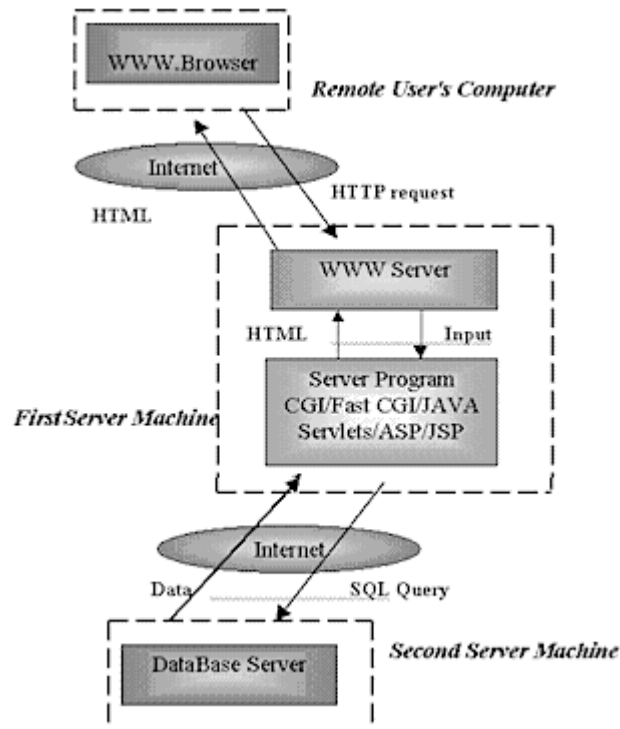 WWW.Browser
Remote User's Computer
Internet
HTTP request
HTML
WWW Server
HTML
Input
Server Program
CGI/Fast CGI/JAVA
Servlets/ASP/JSP
FirstServer Machine
Internet
Data
SQL Query
Second Server Machine
DataBase Server